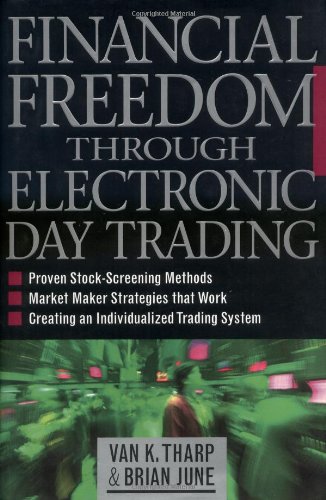 FINANCIAL
FREEDOM
THROUGH
ELECTRONIC
DAY TRADING
Proven Stock-Screening Methods
Market Maker Strategies that Work
Creating an Individualized Trading System
VAN K. THARP
& BRIAN JUNE